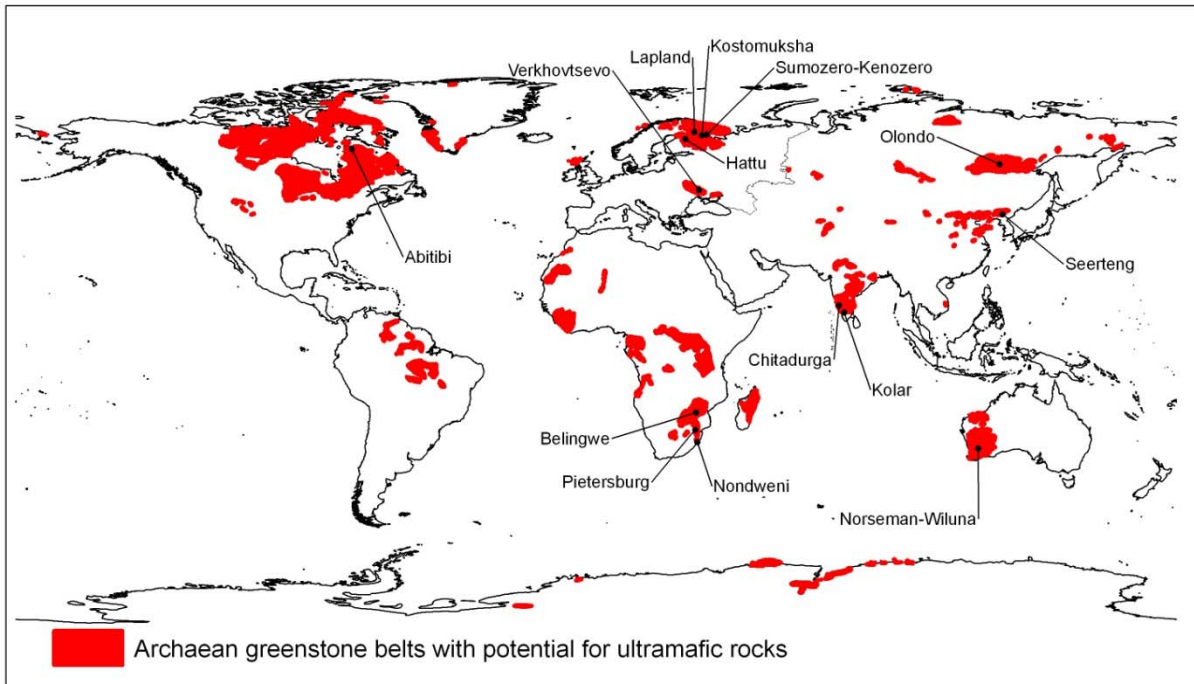 Kostomuksha
Lapland
Sumozero-Kenozero
Verkhovtsevo
Olondo
Hattu
Abitibi
Seerteng
Chitadurga
Kolar
Belingwe
Pietersburg
Nondweni
Norseman-Wiluna
Archaean greenstone belts with potential for ultramafic rocks